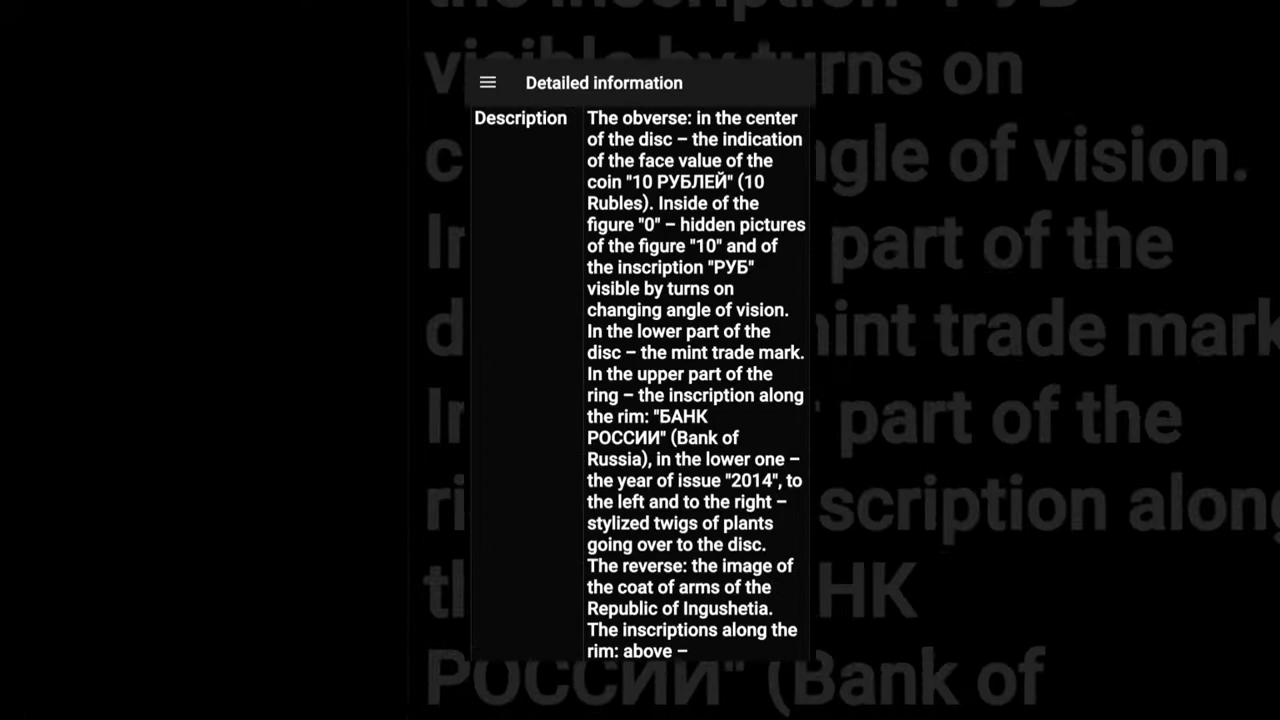 Detailed information
Description
The obverse: in the center
of the disc – the indication
of the face value of the
coin "10 РУБЛЕЙ" (10
Rubles). Inside of the
figure "0" – hidden pictures
of the figure "10" and of
the inscription "РУБ"
visible by turns on
changing angle of vision.
In the lower part of the
disc – the mint trade mark.
In the upper part of the
ring – the inscription along
the rim: "БАНК
РОССИИ" (Bank of
Russia), in the lower one –
the year of issue "2014", to
the left and to the right –
stylized twigs of plants
going over to the disc.
The reverse: the image of
the coat of arms of the
Republic of Ingushetia.
The inscriptions along the
rim: above –